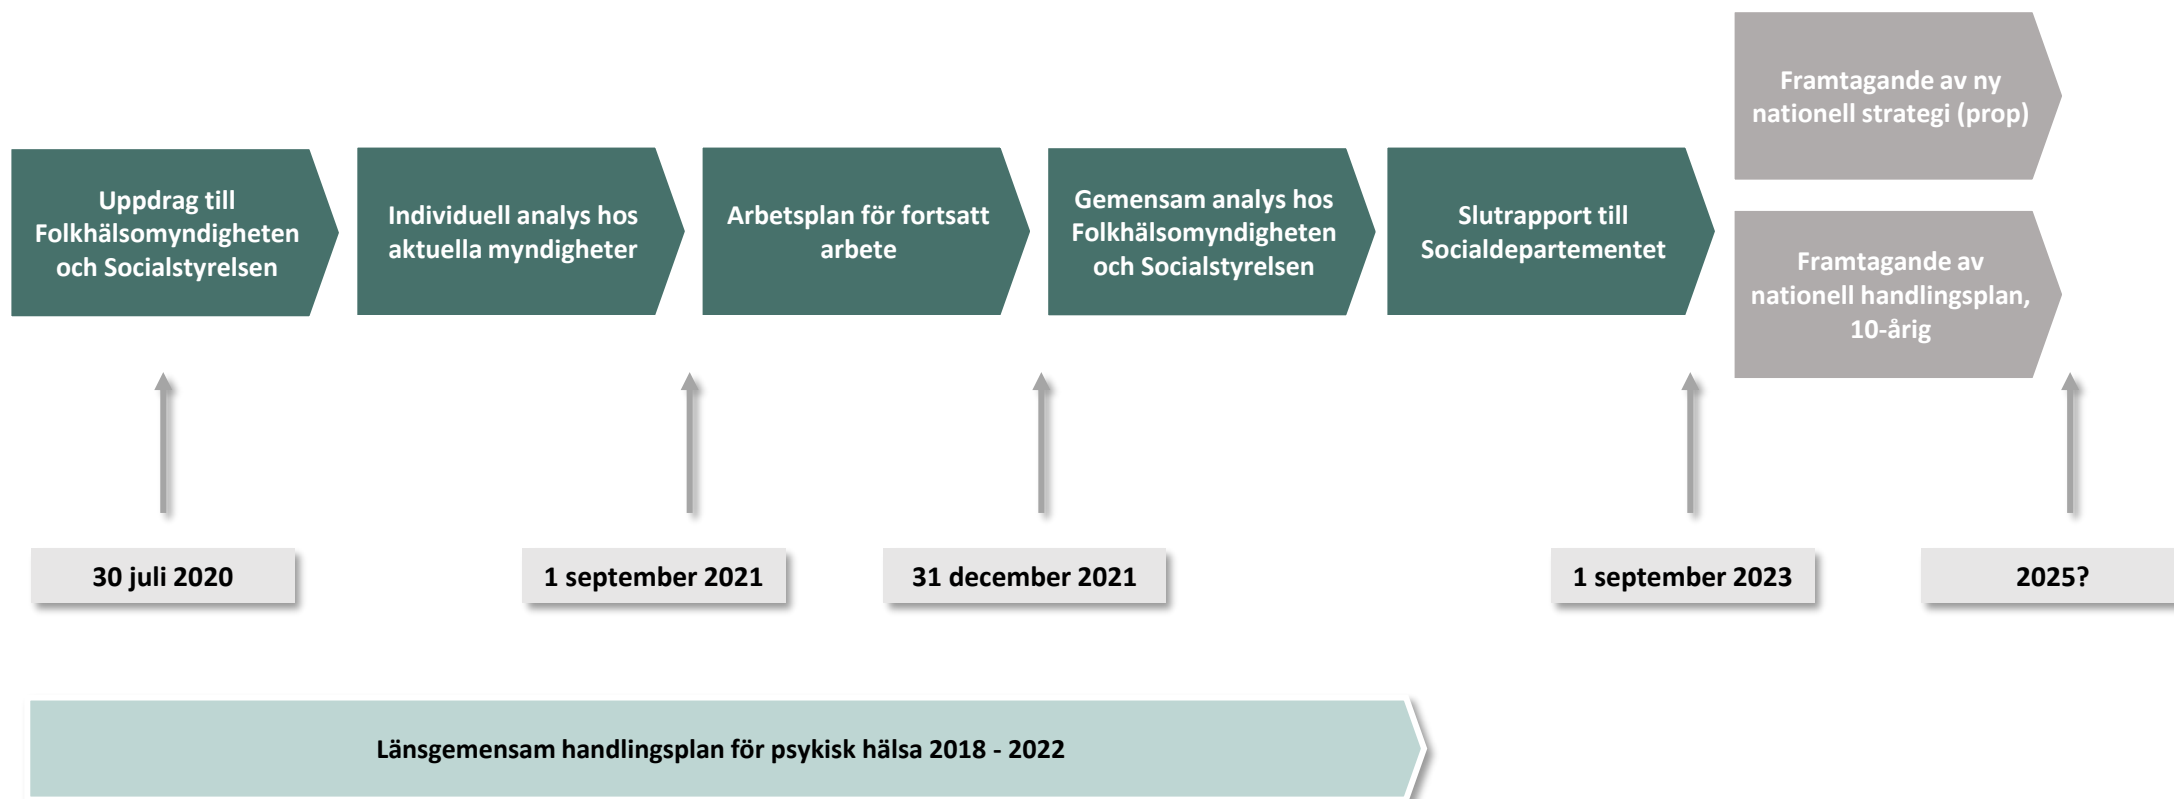 Uppdrag till
Folkhälsomyndigheten
och Socialstyrelsen
Individuell analys hos
aktuella myndigheter
Arbetsplan för fortsatt
arbete
Gemensam analys hos
Folkhälsomyndigheten
och Socialstyrelsen
Slutrapport till
Socialdepartementet
Framtagande av ny
nationell strategi (prop)
Framtagande av
nationell handlingsplan,
10-årig
30 juli 2020
1 september 2021
31 december 2021
1 september 2023
2025?
Länsgemensam handlingsplan för psykisk hälsa 2018 - 2022